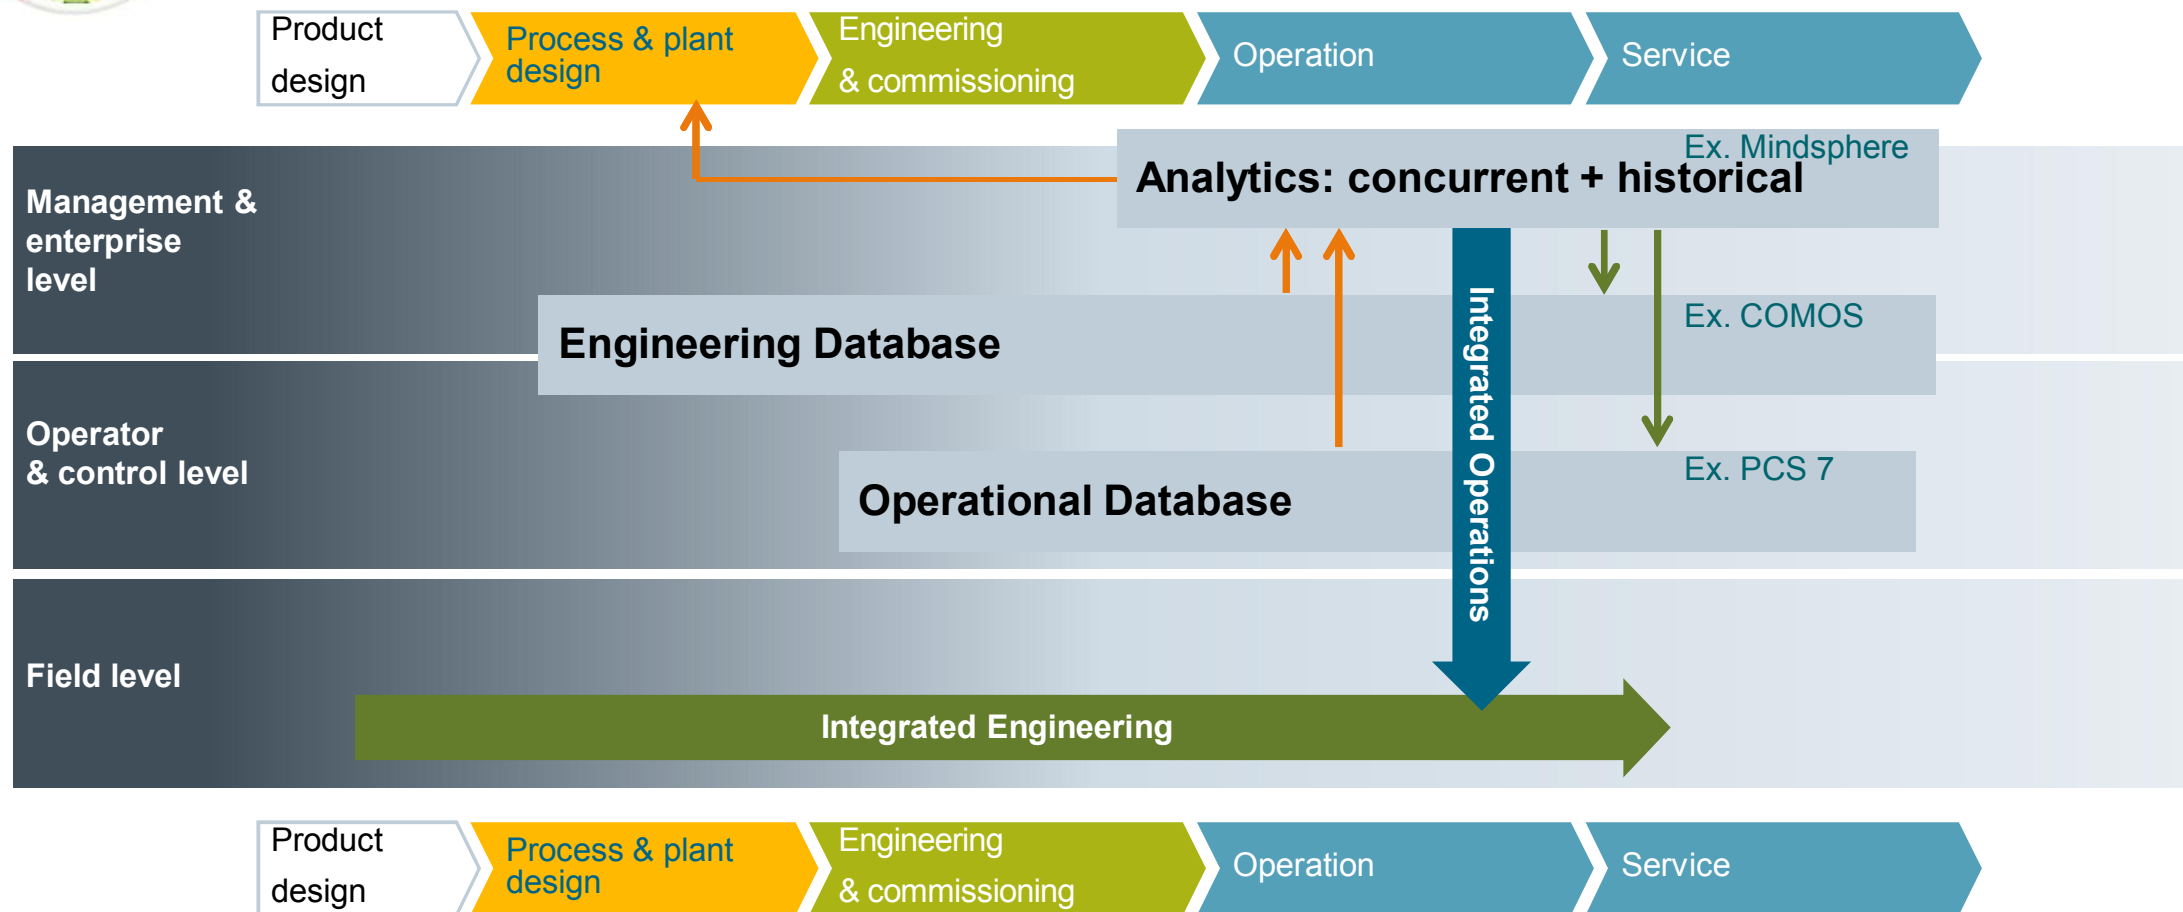 Product
design
Process & plant
design
Engineering
& commissioning
Operation
Service
Ex. Mindsphere
Analytics: concurrent + historical
Management &
enterprise
level
Engineering Database
Ex. COMOS
Integrated Operations
Operator
& control level
Ex. PCS 7
Operational Database
Field level
Integrated Engineering
Product
design
Process & plant
design
Engineering
& commissioning
Operation
Service